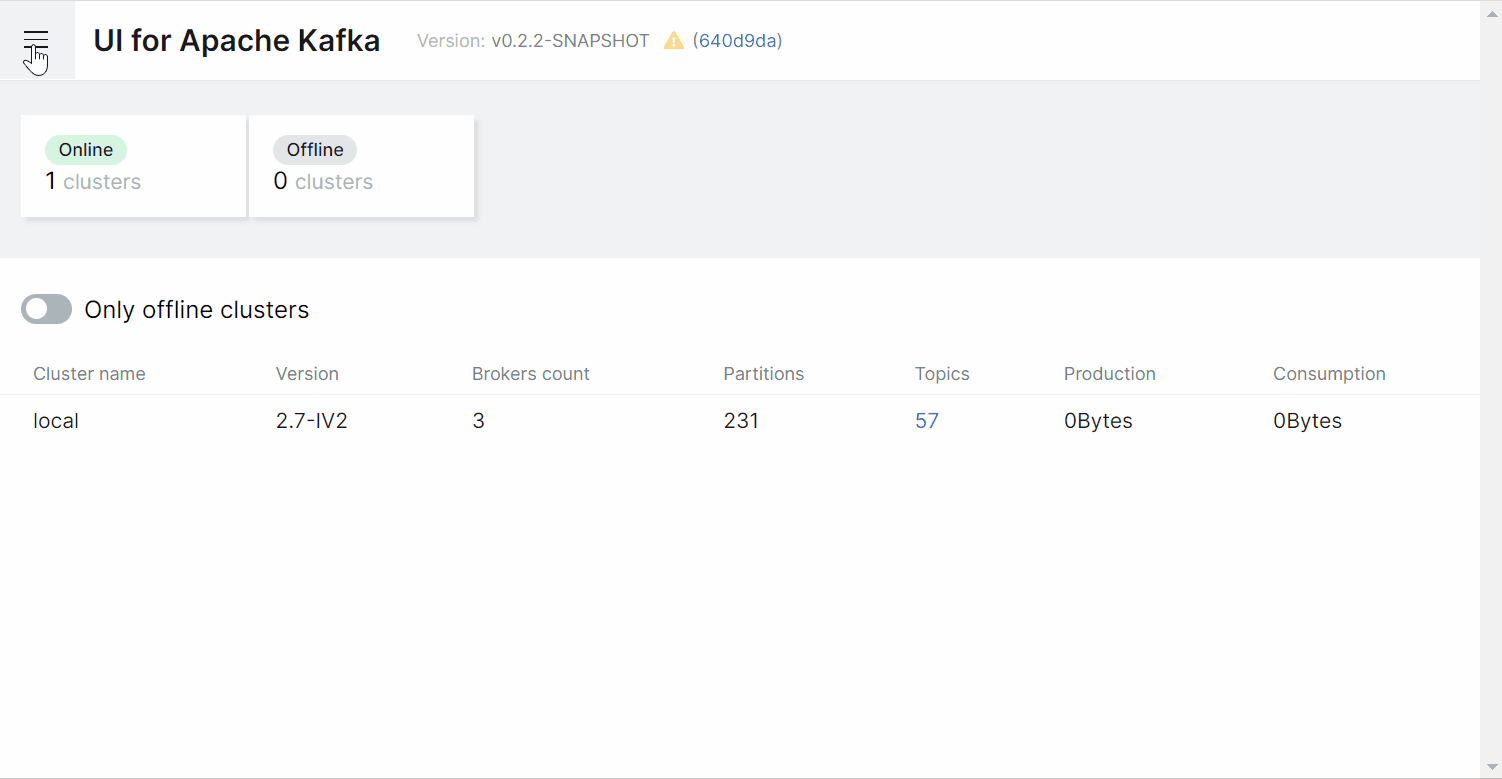 UI for Apache Kafka Version: v0.2.2-SNAPSHOT (640d9da)
Online Offline
1 clusters 0 clusters
Only offline clusters
Cluster name Version Brokers count Partitions Topics Production Consumption
local 2.7-IV2 3 231 57 0Bytes 0Bytes